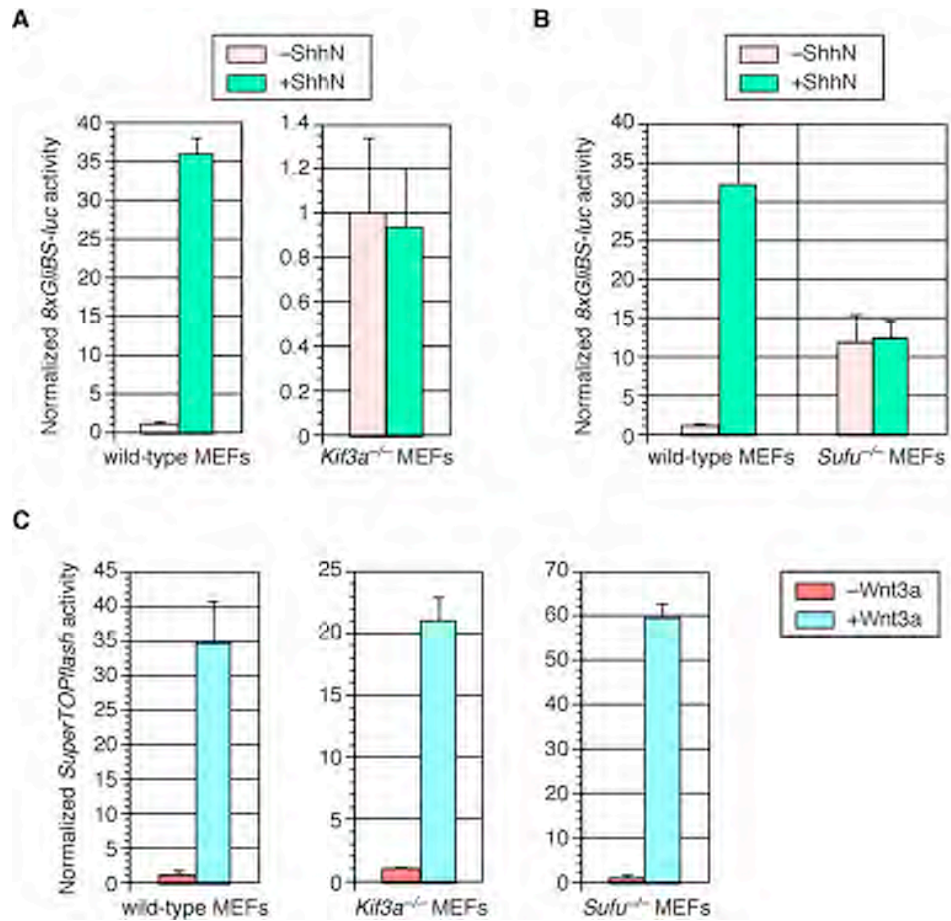 A
–ShhN
+ShhN
Normalized 8xGliBS-luc activity
40
35
30
25
20
15
10
5
0
wild-type MEFs
1.4
1.2
1
0.8
0.6
0.4
0.2
0
Kif3a–/– MEFs
B
–ShhN
+ShhN
Normalized 8xGliBS-luc activity
40
35
30
25
20
15
10
5
0
wild-type MEFs Sufu–/– MEFs
C
Normalized SuperTOPflash activity
45
40
35
30
25
20
15
10
5
0
wild-type MEFs
25
20
15
10
5
0
Kif3a–/– MEFs
70
60
50
40
30
20
10
0
Sufu–/– MEFs
–Wnt3a
+Wnt3a